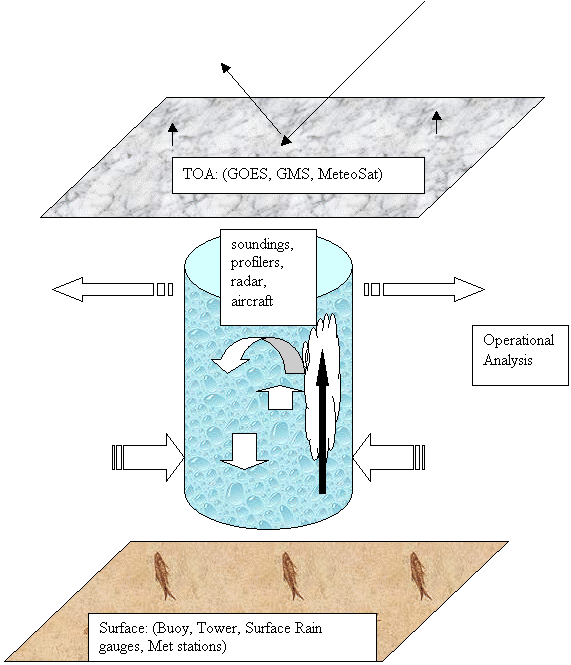 TOA: (GOES, GMS, MeteoSat)
soundings,
profilers,
radar,
aircraft
Operational
Analysis
Surface: (Buoy, Tower, Surface Rain
gauges, Met stations)